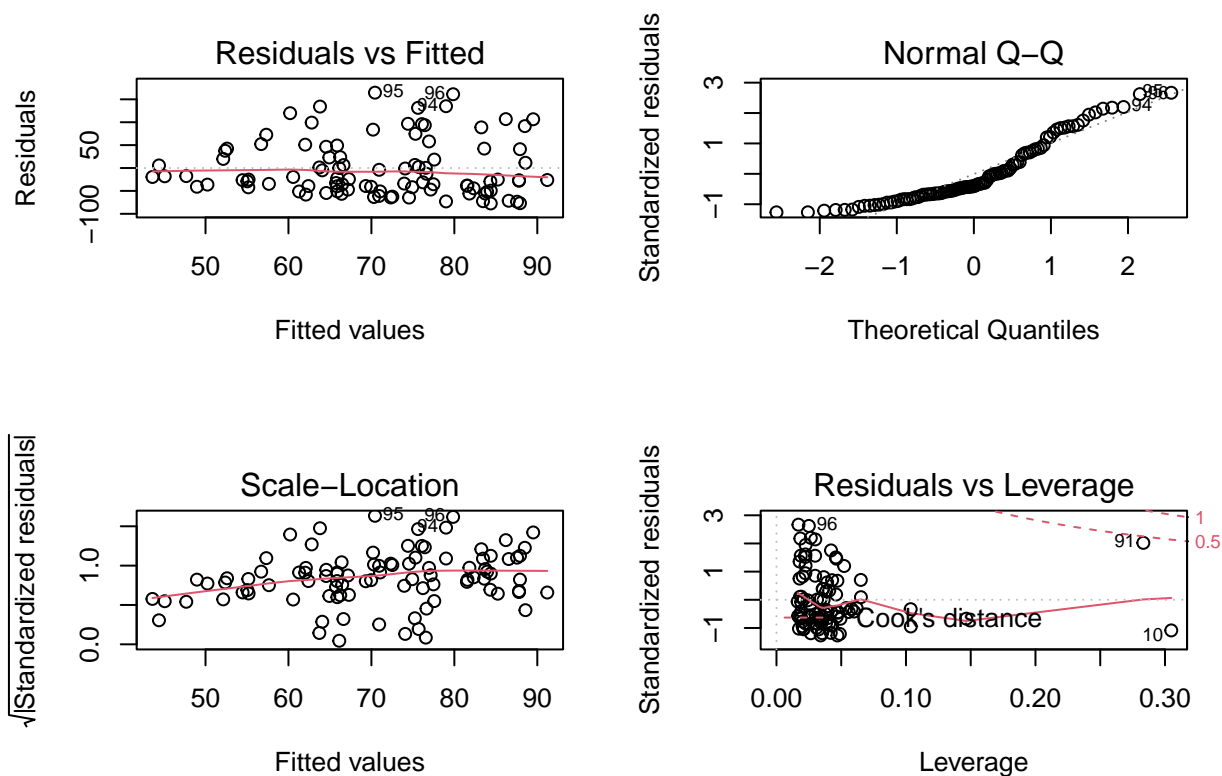 Residuals vs Fitted
Residuals
50
−100
95
96
94
50 60 70 80 90
Fitted values
Normal Q−Q
Standardized residuals
3
1
−1
95
96
94
−2 −1 0 1 2
Theoretical Quantiles
Scale−Location
√|Standardized residuals|
1.0
0.0
95
96
94
50 60 70 80 90
Fitted values
Residuals vs Leverage
Standardized residuals
3
1
−1
96
91
10
1
0.5
Cook's distance
0.00 0.10 0.20 0.30
Leverage